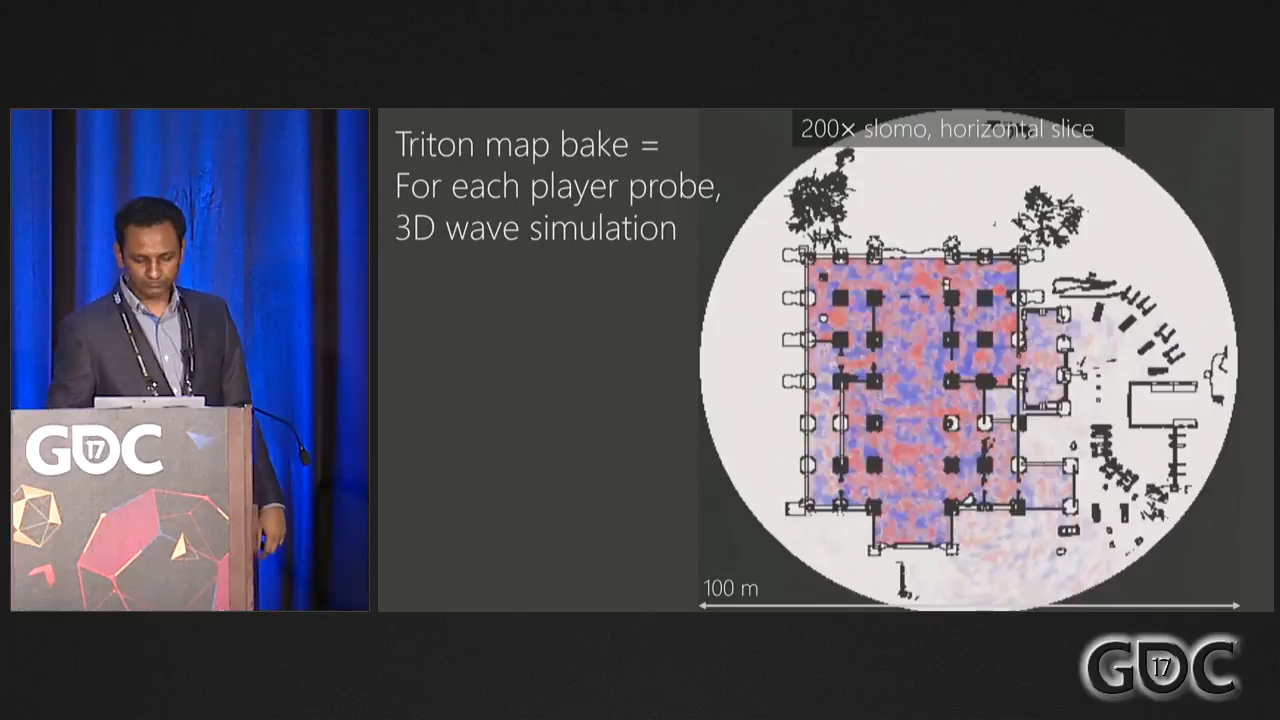 Triton map bake =
For each player probe,
3D wave simulation
200× slomo, horizontal slice
100 m
GDC
17
GDC
17